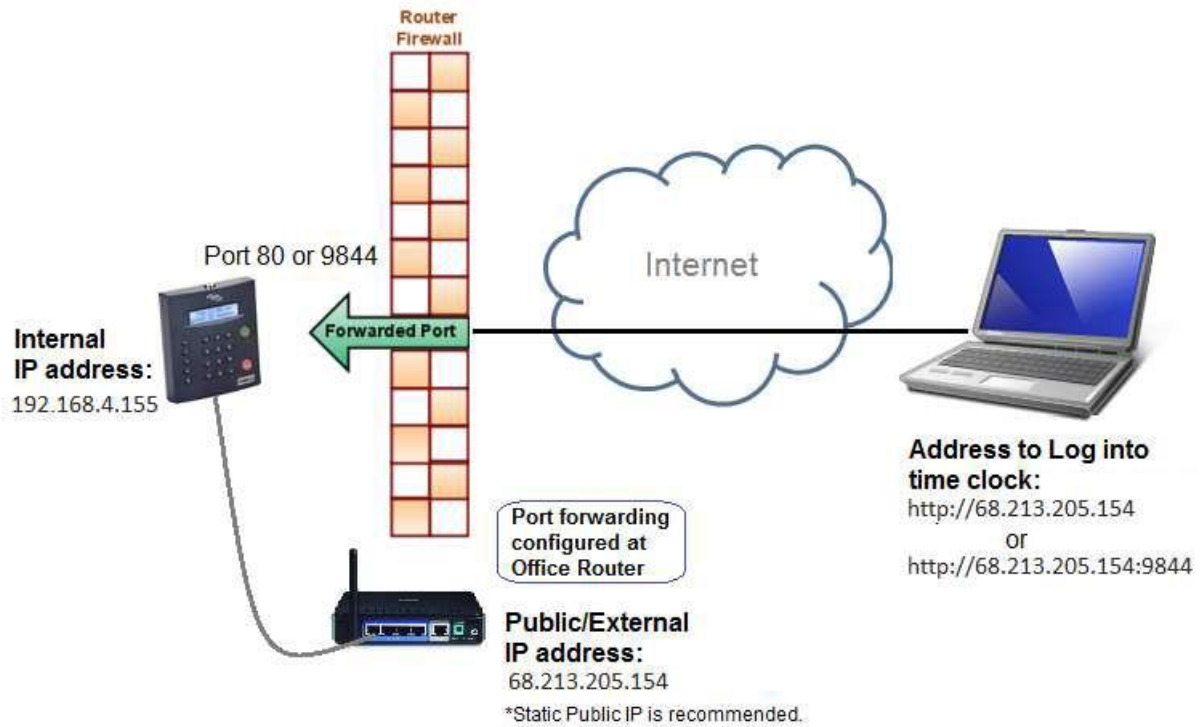 Router
Firewall
Port 80 or 9844
Internet
Forwarded Port
Internal
IP address:
192.168.4.155
Address to Log into
time clock:
http://68.213.205.154
or
http://68.213.205.154:9844
Port forwarding
configured at
Office Router
Public/External
IP address:
68.213.205.154
*Static Public IP is recommended.